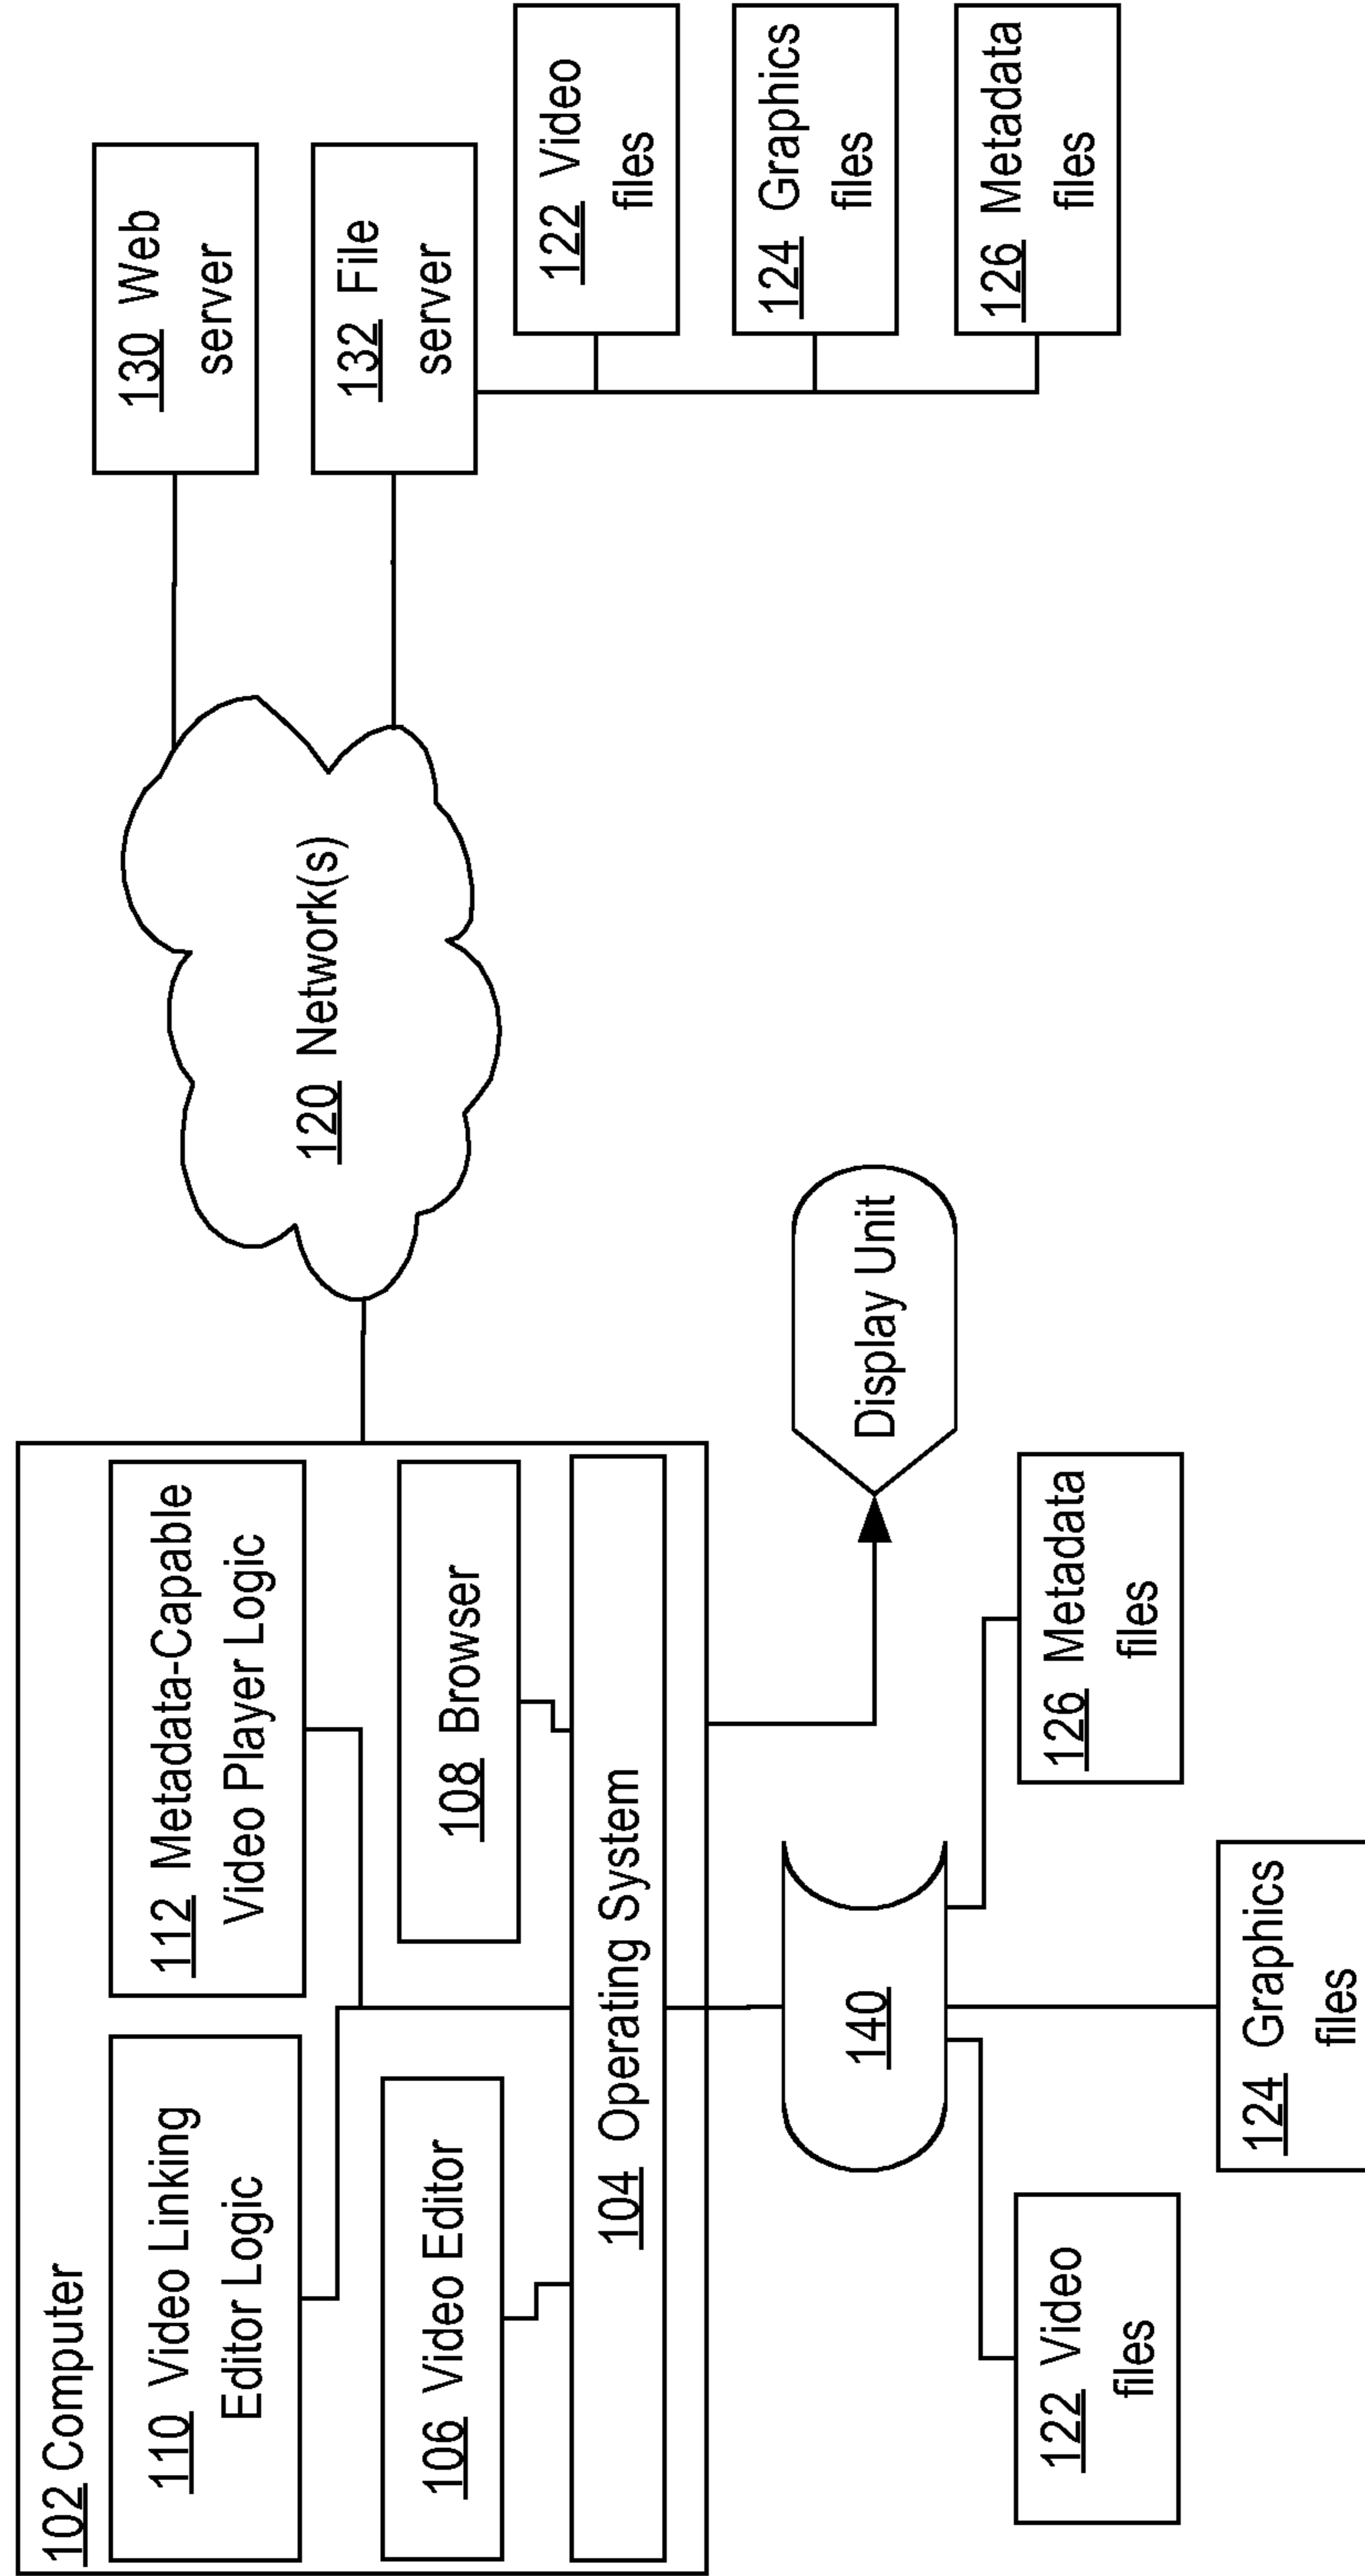 102 Computer
110 Video Linking
Editor Logic
112 Metadata-Capable
Video Player Logic
106 Video Editor
108 Browser
104 Operating System
120 Network(s)
130 Web
server
132 File
server
122 Video
files
124 Graphics
files
126 Metadata
files
Display Unit
140
122 Video
files
124 Graphics
files
126 Metadata
files